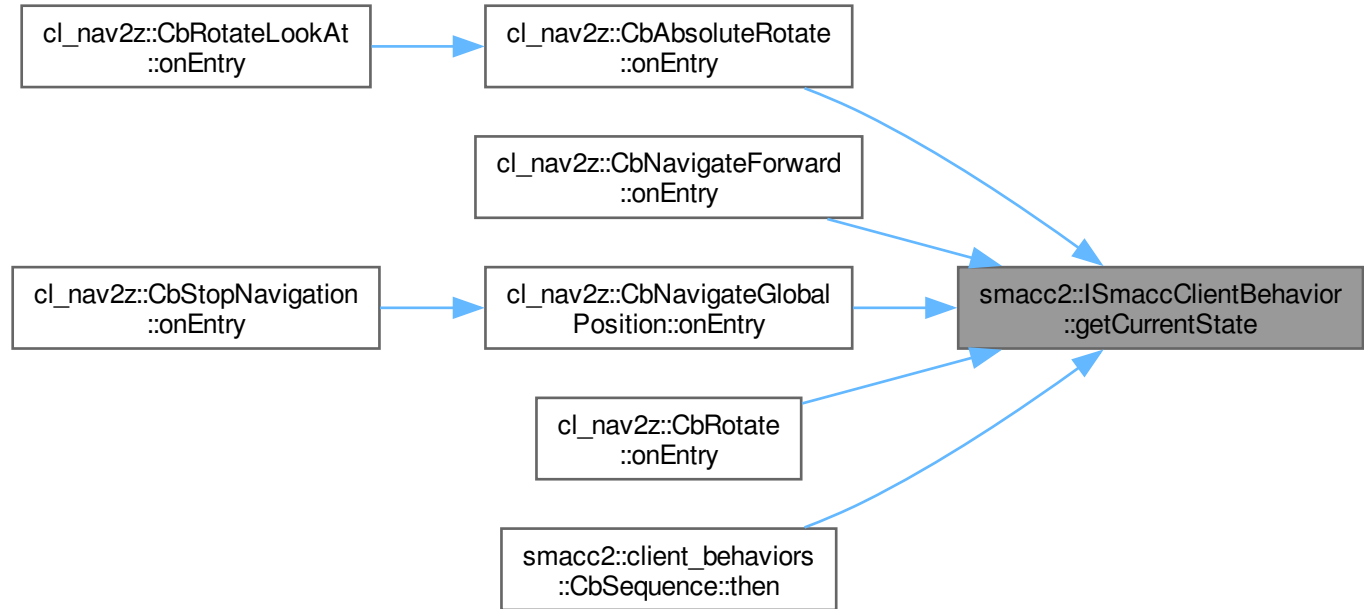 cl_nav2z::CbRotateLookAt
::onEntry
cl_nav2z::CbAbsoluteRotate
::onEntry
cl_nav2z::CbNavigateForward
::onEntry
cl_nav2z::CbStopNavigation
::onEntry
cl_nav2z::CbNavigateGlobal
Position::onEntry
smacc2::ISmaccClientBehavior
::getCurrentState
cl_nav2z::CbRotate
::onEntry
smacc2::client_behaviors
::CbSequence::then